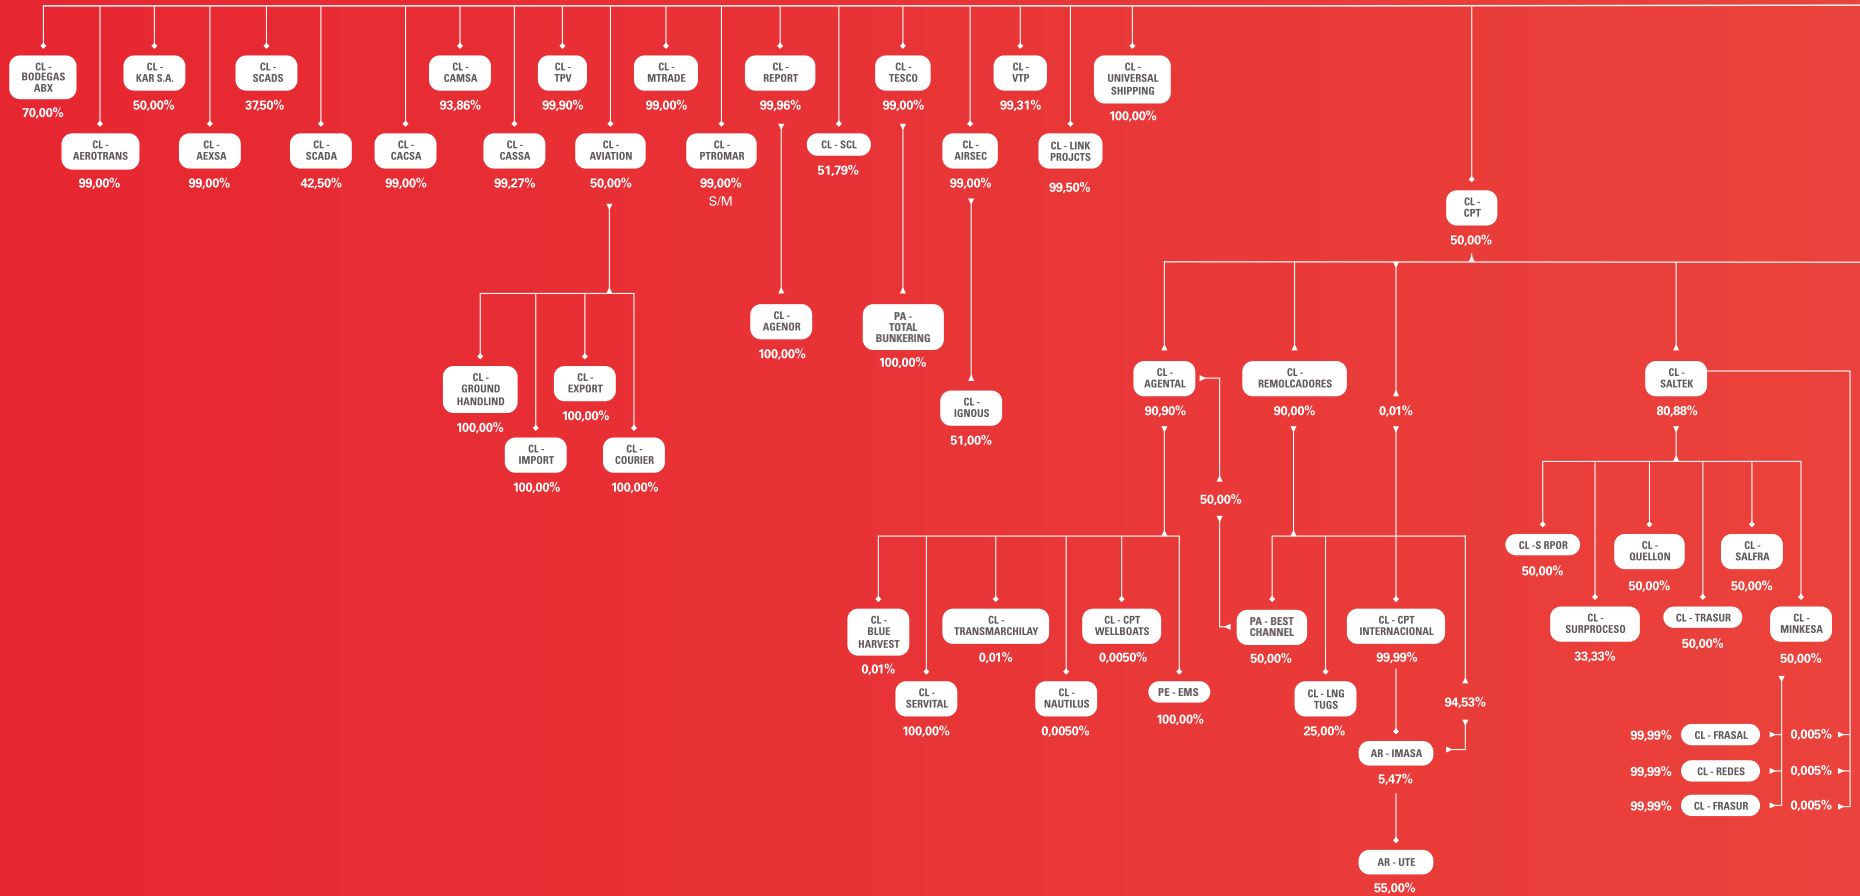 CL -
BODEGAS
ABX
70,00%
CL -
KAR S.A.
50,00%
CL -
SCADS
37,50%
CL -
CAMSA
93,86%
CL -
TPV
99,90%
CL -
MTRADE
99,00%
CL -
REPORT
99,96%
CL -
TESCO
99,00%
CL -
VTP
99,31%
CL -
UNIVERSAL
SHIPPING
100,00%
CL -
AEROTRANS
99,00%
CL -
AEXSA
99,00%
CL -
SCADA
42,50%
CL -
CACSA
99,00%
CL -
CASSA
99,27%
CL -
AVIATION
50,00%
CL -
PTROMAR
99,00%
S/M
CL - SCL
51,79%
CL -
AIRSEC
99,00%
CL - LINK
PROJCTS
99,50%
CL -
CPT
50,00%
CL -
AGENOR
100,00%
PA -
TOTAL
BUNKERING
100,00%
CL -
GROUND
HANDLIND
100,00%
CL -
EXPORT
100,00%
CL -
IGNOUS
51,00%
CL -
IMPORT
100,00%
CL -
COURIER
100,00%
CL -
AGENTAL
90,90%
CL -
REMOLCADORES
90,00%
0,01%
CL -
SALTEK
80,88%
50,00%
CL -S RPOR
50,00%
CL -
QUELLON
50,00%
CL -
SALFRA
50,00%
CL -
SURPROCESO
33,33%
CL - TRASUR
50,00%
CL -
MINKESA
50,00%
CL -
BLUE
HARVEST
0,01%
CL -
TRANSMARCHILAY
0,01%
CL - CPT
WELLBOATS
0,0050%
PA - BEST
CHANNEL
50,00%
CL - CPT
INTERNACIONAL
99,99%
CL -
SERVITAL
100,00%
CL -
NAUTILUS
0,0050%
PE - EMS
100,00%
CL - LNG
TUGS
25,00%
94,53%
AR - IMASA
5,47%
99,99%
CL - FRASAL
0,005%
99,99%
CL - REDES
0,005%
99,99%
CL - FRASUR
0,005%
AR - UTE
55,00%